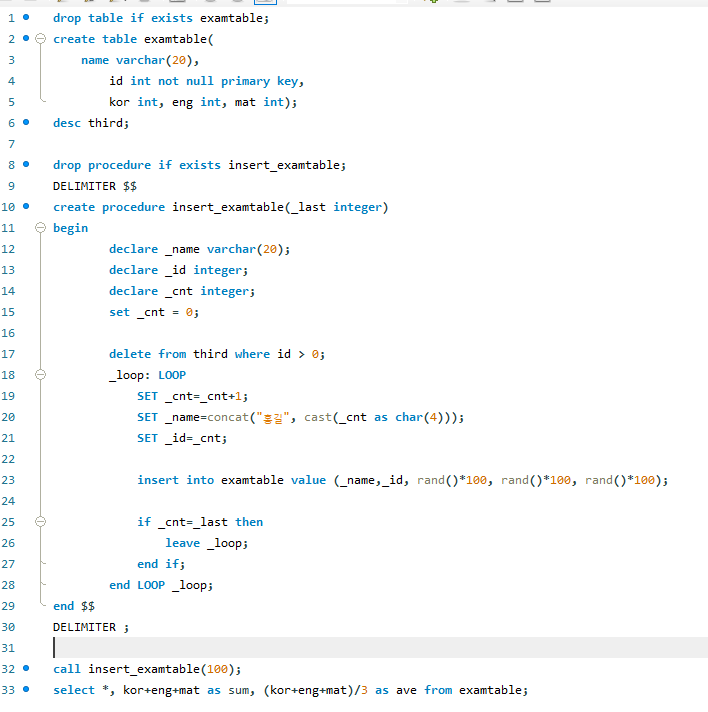 1 drop table if exists examtable;
2 create table examtable(
3 name varchar(20),
4 id int not null primary key,
5 kor int, eng int, mat int);
6 desc third;
7
8 drop procedure if exists insert_examtable;
9 DELIMITER $$
10 create procedure insert_examtable(_last integer)
11 begin
12 declare _name varchar(20);
13 declare _id integer;
14 declare _cnt integer;
15 set _cnt = 0;
16
17 delete from third where id > 0;
18 _loop: LOOP
19 SET _cnt=_cnt+1;
20 SET _name=concat("홍길", cast(_cnt as char(4)));
21 SET _id=_cnt;
22
23 insert into examtable value (_name,_id, rand()*100, rand()*100, rand()*100);
24
25 if _cnt=_last then
26 leave _loop;
27 end if;
28 end LOOP _loop;
29 end $$
30 DELIMITER ;
31
32 call insert_examtable(100);
33 select *, kor+eng+mat as sum, (kor+eng+mat)/3 as ave from examtable;